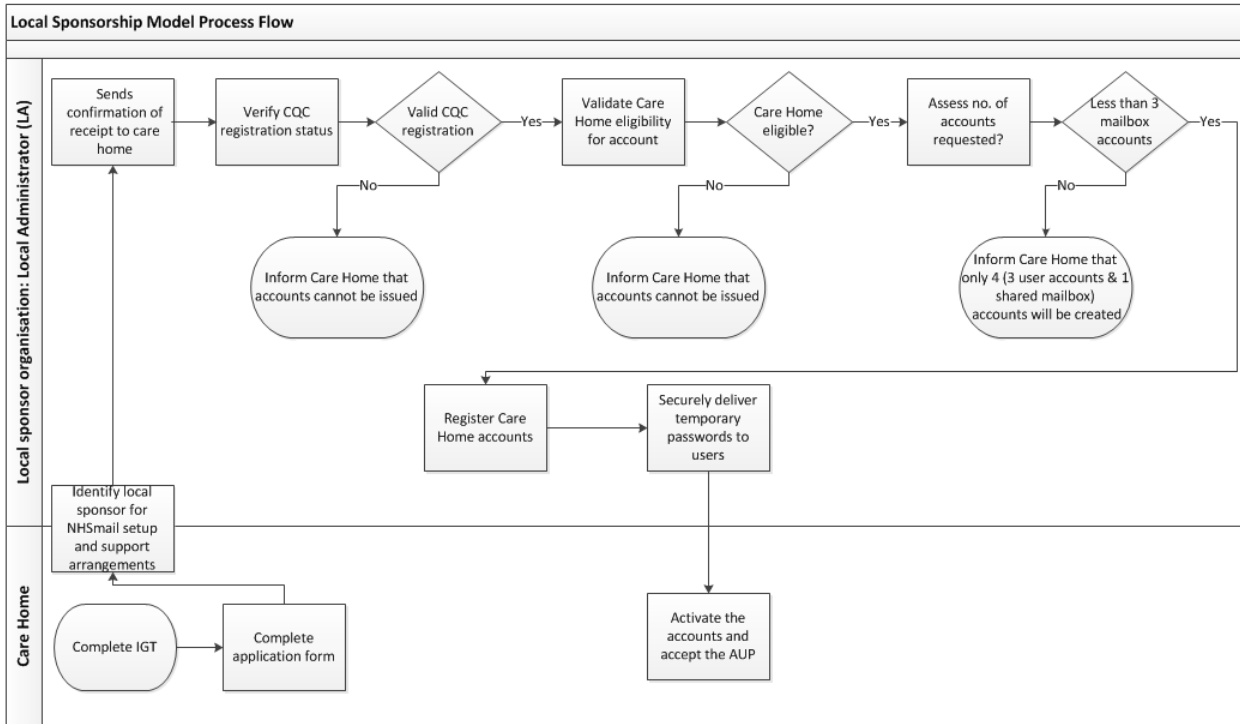 Local Sponsorship Model Process Flow
Local sponsor organisation: Local Administrator (LA)
Sends
confirmation of
receipt to care
home
Verify CQC
registration status
Valid CQC
registration
Yes
Validate Care
Home eligibility
for account
Care Home
eligible?
Yes
Assess no. of
accounts
requested?
Less than 3
mailbox
accounts
Yes
No
No
No
Inform Care Home that
accounts cannot be issued
Inform Care Home that
accounts cannot be issued
Inform Care Home that
only 4 (3 user accounts & 1
shared mailbox)
accounts will be created
Register Care
Home accounts
Securely deliver
temporary
passwords to
users
Identify local
sponsor for
NHSmail setup
and support
arrangements
Care Home
Complete IGT
Complete
application form
Activate the
accounts and
accept the AUP